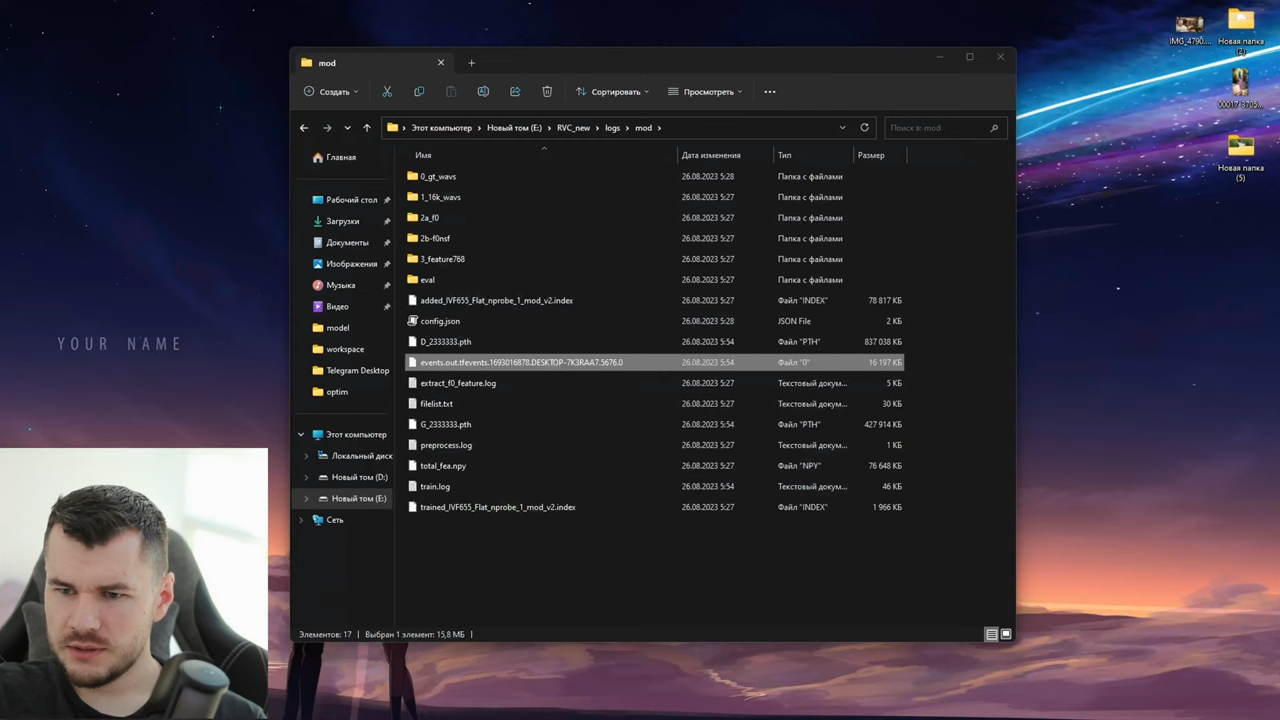 IMG_4790....
Новая папка (2)
00017-3705...
Новая папка (5)
YOUR NAME
mod
Создать
Сортировать
Просмотреть
Этот компьютер › Новый том (E:) › RVC_new › logs › mod ›
Поиск в: mod
Главная
Рабочий стол
Загрузки
Документы
Изображения
Музыка
Видео
model
workspace
Telegram Desktop
optim
Этот компьютер
Локальный диск
Новый том (D:)
Новый том (E:)
Сеть
Имя Дата изменения Тип Размер
0_gt_wavs 26.08.2023 5:28 Папка с файлами
1_16k_wavs 26.08.2023 5:27 Папка с файлами
2a_f0 26.08.2023 5:27 Папка с файлами
2b-f0nsf 26.08.2023 5:27 Папка с файлами
3_feature768 26.08.2023 5:27 Папка с файлами
eval 26.08.2023 5:27 Папка с файлами
added_IVF655_Flat_nprobe_1_mod_v2.index 26.08.2023 5:27 Файл "INDEX" 78 817 КБ
config.json 26.08.2023 5:28 JSON File 2 КБ
D_2333333.pth 26.08.2023 5:54 Файл "PTH" 837 038 КБ
events.out.tfevents.1693016878.DESKTOP-7K3RAA7.5676.0 26.08.2023 5:54 Файл "0" 16 197 КБ
extract_f0_feature.log 26.08.2023 5:27 Текстовый докум... 5 КБ
filelist.txt 26.08.2023 5:27 Текстовый докум... 30 КБ
G_2333333.pth 26.08.2023 5:54 Файл "PTH" 427 914 КБ
preprocess.log 26.08.2023 5:27 Текстовый докум... 1 КБ
total_fea.npy 26.08.2023 5:27 Файл "NPY" 76 648 КБ
train.log 26.08.2023 5:54 Текстовый докум... 46 КБ
trained_IVF655_Flat_nprobe_1_mod_v2.index 26.08.2023 5:27 Файл "INDEX" 1 966 КБ
Элементов: 17 Выбран 1 элемент: 15,8 МБ